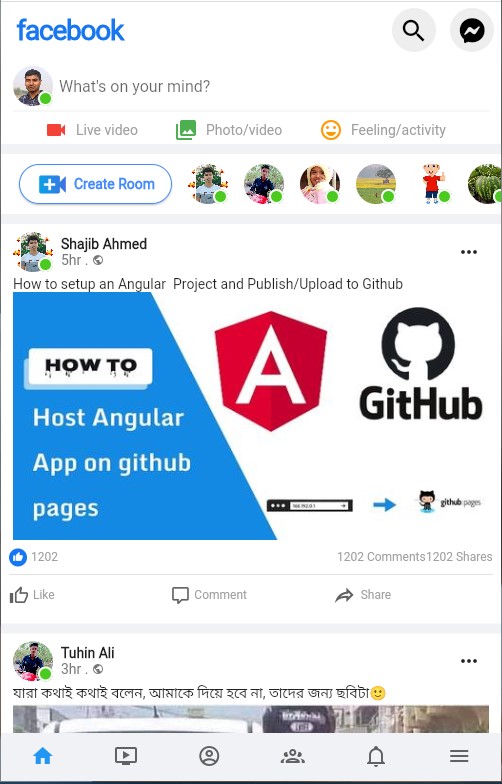 facebook
What's on your mind?
Live video
Photo/video
Feeling/activity
Create Room
Shajib Ahmed
5hr .
How to setup an Angular Project and Publish/Upload to Github
HOW TO
Host Angular
App on github
pages
A
GitHub
github:pages
1202
1202 Comments1202 Shares
Like
Comment
Share
Tuhin Ali
3hr .
যারা কথাই কথাই বলেন, আমাকে দিয়ে হবে না, তাদের জন্য ছবিটা🙂